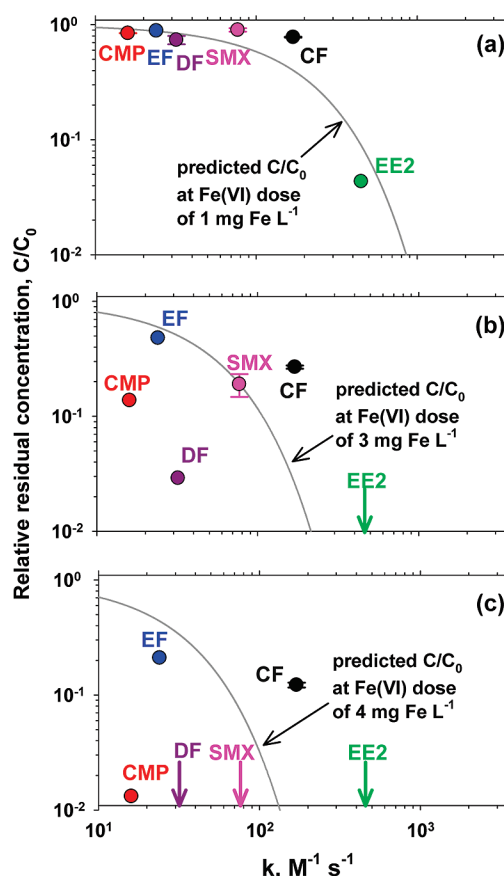 Relative residual concentration, C/C₀
10⁰
(a)
CMP
EF
DF
SMX
CF
10⁻¹
predicted C/C₀
at Fe(VI) dose
of 1 mg Fe L⁻¹
EE2
10⁻²
10⁰
(b)
EF
SMX
CMP
CF
10⁻¹
predicted C/C₀
at Fe(VI) dose
of 3 mg Fe L⁻¹
DF
EE2
10⁻²
10⁰
(c)
EF
CF
predicted C/C₀
at Fe(VI) dose
of 4 mg Fe L⁻¹
10⁻¹
CMP
DF
SMX
EE2
10⁻²
10¹ 10² 10³
k, M⁻¹ s⁻¹